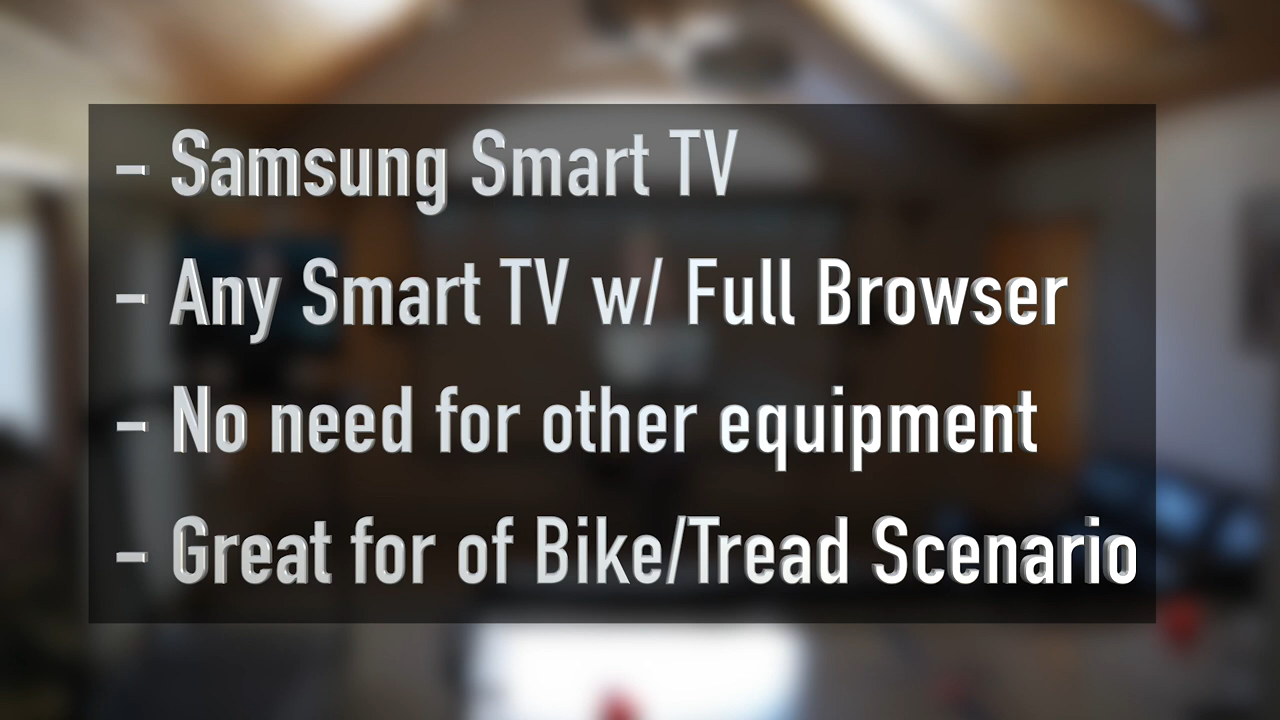 - Samsung Smart TV
- Any Smart TV w/ Full Browser
- No need for other equipment
- Great for of Bike/Tread Scenario